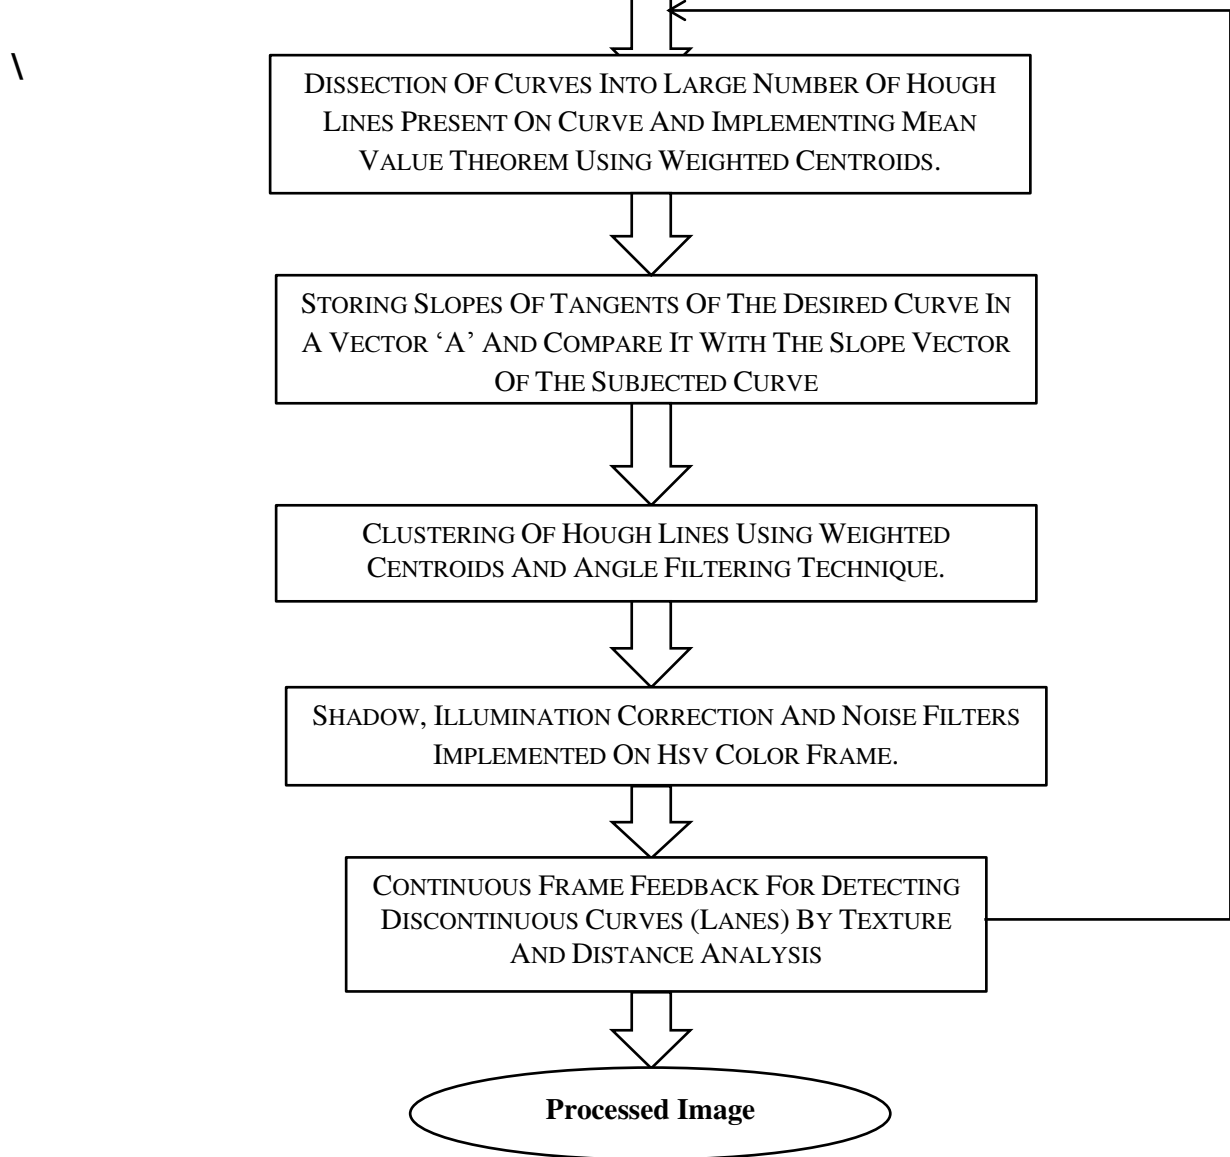 \
DISSECTION OF CURVES INTO LARGE NUMBER OF HOUGH
LINES PRESENT ON CURVE AND IMPLEMENTING MEAN
VALUE THEOREM USING WEIGHTED CENTROIDS.
STORING SLOPES OF TANGENTS OF THE DESIRED CURVE IN
A VECTOR ‘A’ AND COMPARE IT WITH THE SLOPE VECTOR
OF THE SUBJECTED CURVE
CLUSTERING OF HOUGH LINES USING WEIGHTED
CENTROIDS AND ANGLE FILTERING TECHNIQUE.
SHADOW, ILLUMINATION CORRECTION AND NOISE FILTERS
IMPLEMENTED ON HSV COLOR FRAME.
CONTINUOUS FRAME FEEDBACK FOR DETECTING
DISCONTINUOUS CURVES (LANES) BY TEXTURE
AND DISTANCE ANALYSIS
Processed Image